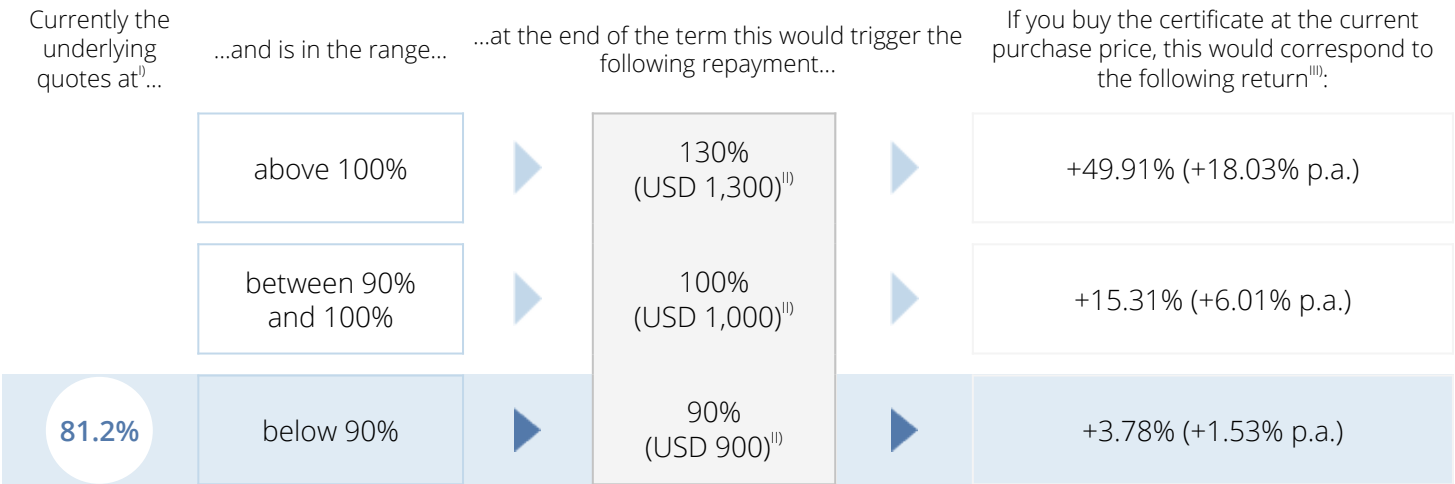 Currently the
underlying
quotes at^I)...
...and is in the range...
...at the end of the term this would trigger the
following repayment...
If you buy the certificate at the current
purchase price, this would correspond to
the following return^III):
above 100%
130%
(USD 1,300)^II)
+49.91% (+18.03% p.a.)
between 90%
and 100%
100%
(USD 1,000)^II)
+15.31% (+6.01% p.a.)
81.2%
below 90%
90%
(USD 900)^II)
+3.78% (+1.53% p.a.)